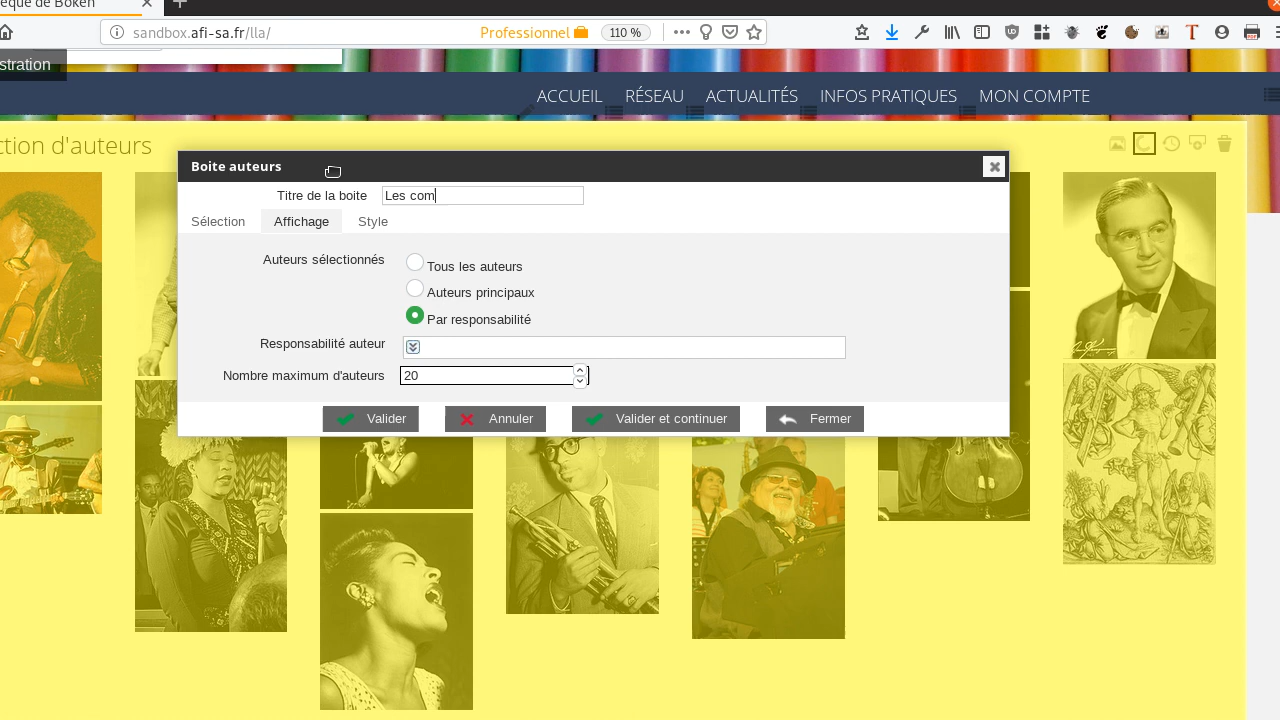 èque de Boken
sandbox.afi-sa.fr/lla/
Professionnel
110 %
stration
ACCUEIL
RÉSEAU
ACTUALITÉS
INFOS PRATIQUES
MON COMPTE
ction d'auteurs
Boite auteurs
Titre de la boite
Les com
Sélection
Affichage
Style
Auteurs sélectionnés
Tous les auteurs
Auteurs principaux
Par responsabilité
Responsabilité auteur
Nombre maximum d'auteurs
20
Valider
Annuler
Valider et continuer
Fermer